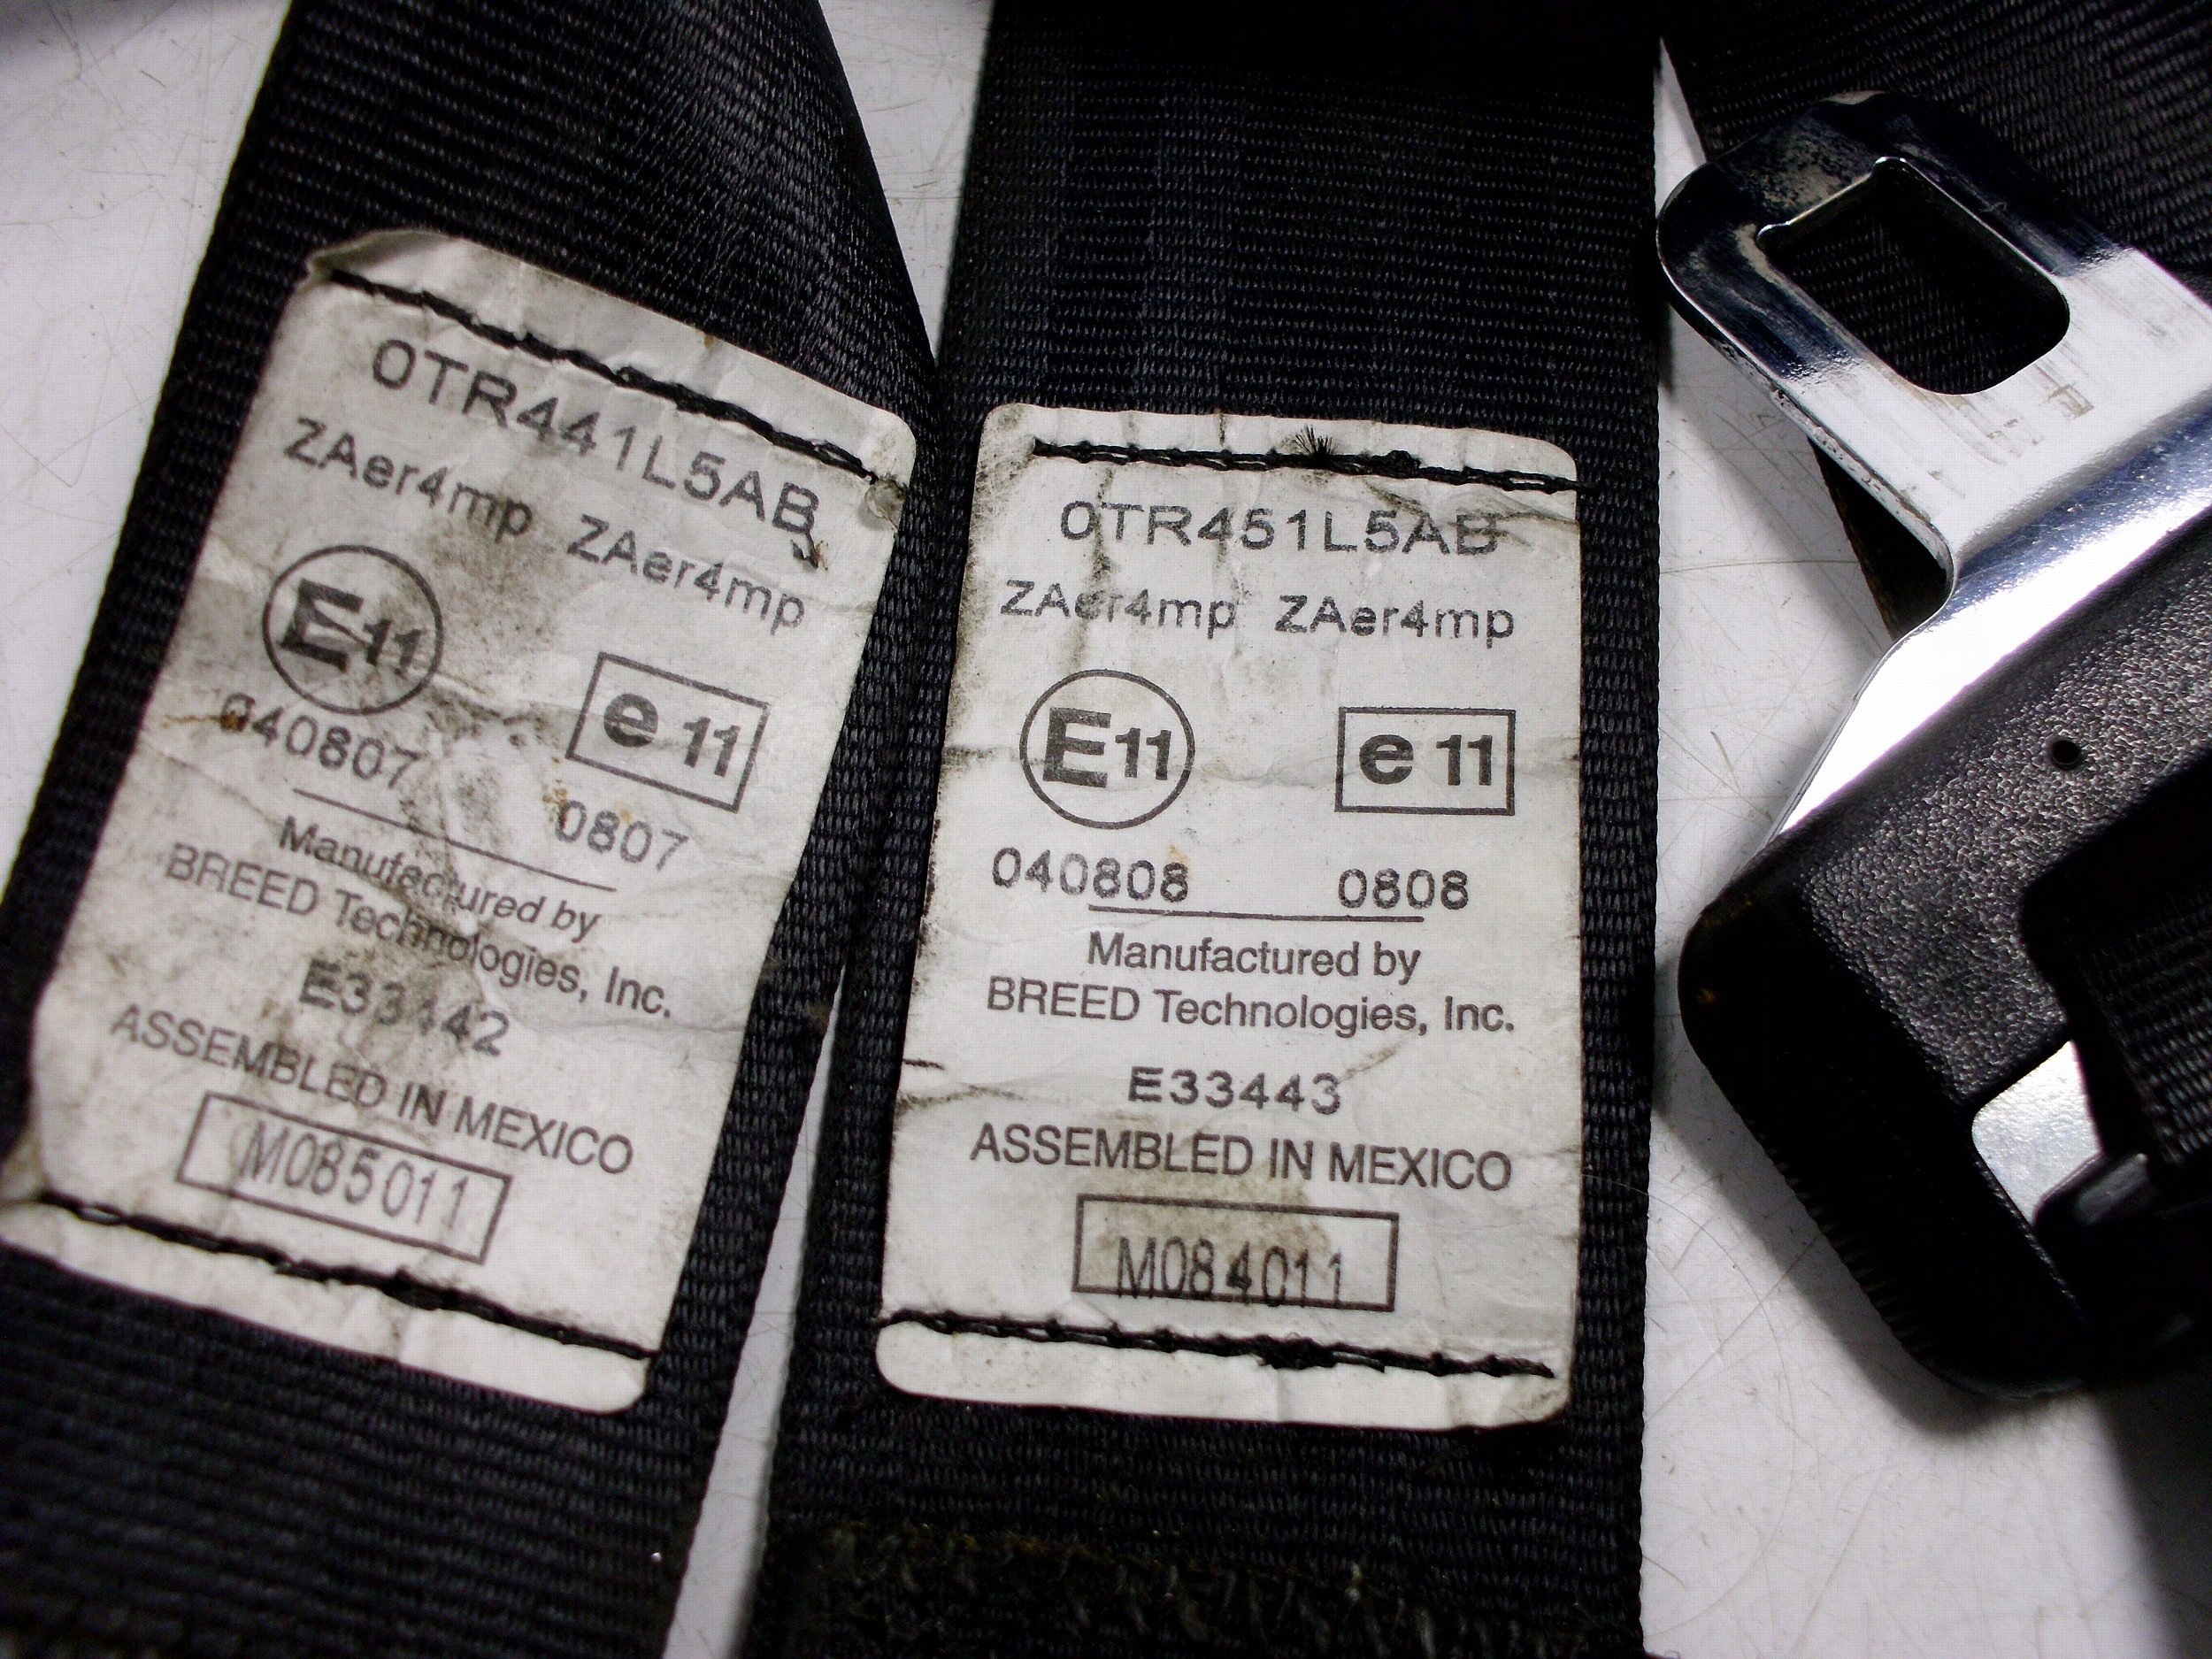 0TR441L5AB
ZAer4mp ZAer4mp
E11
e 11
040807
0807
Manufactured by
BREED Technologies, Inc.
E33442
ASSEMBLED IN MEXICO
M085011
0TR451L5AB
ZAer4mp ZAer4mp
E11 e 11
040808 0808
Manufactured by
BREED Technologies, Inc.
E33443
ASSEMBLED IN MEXICO
M084011